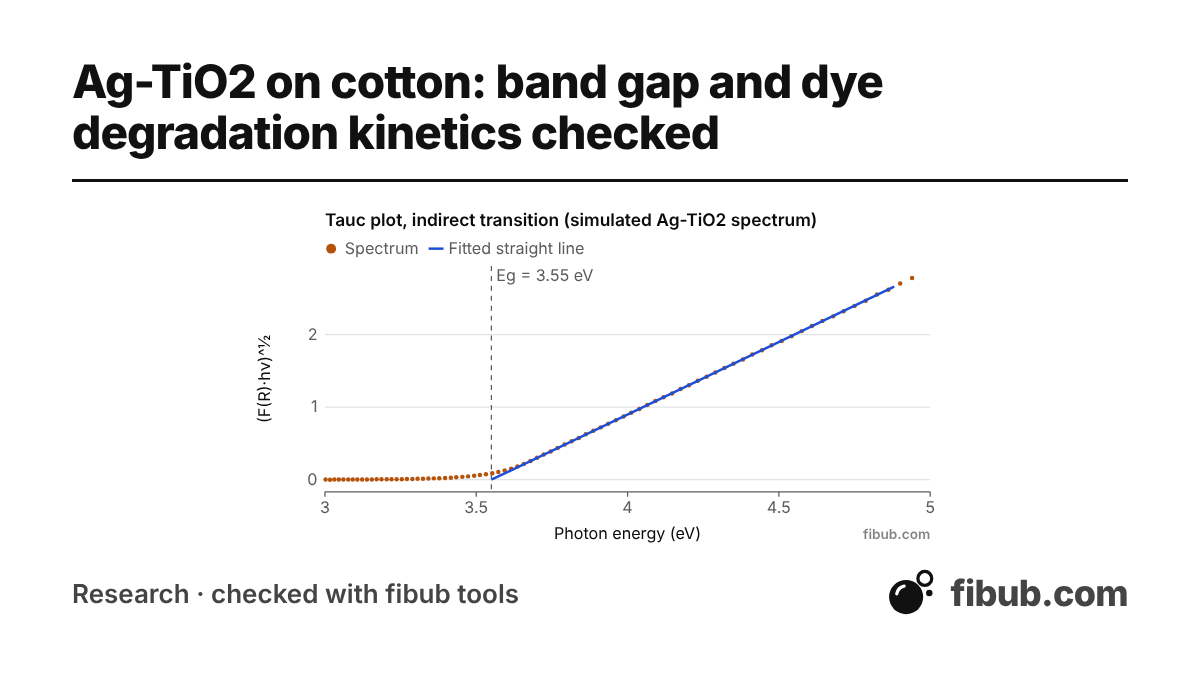 Ag-TiO2 on cotton: band gap and dye
degradation kinetics checked
Tauc plot, indirect transition (simulated Ag-TiO2 spectrum)
Spectrum Fitted straight line
Eg = 3.55 eV
(F(R)·hν)^½
2
1
0
3 3.5 4 4.5 5
Photon energy (eV)
fibub.com
Research · checked with fibub tools
fibub.com